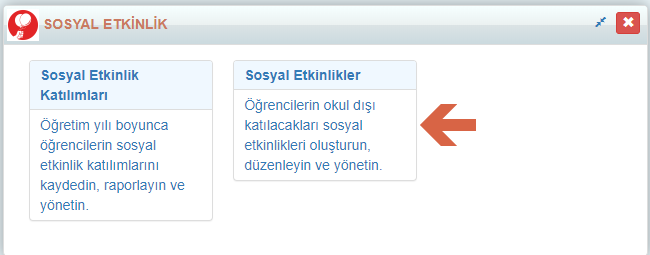 SOSYAL ETKİNLİK
Sosyal Etkinlik
Katılımları
Öğretim yılı boyunca
öğrencilerin sosyal
etkinlik katılımlarını
kaydedin, raporlayın ve
yönetin.
Sosyal Etkinlikler
Öğrencilerin okul dışı
katılacakları sosyal
etkinlikleri oluşturun,
düzenleyin ve yönetin.